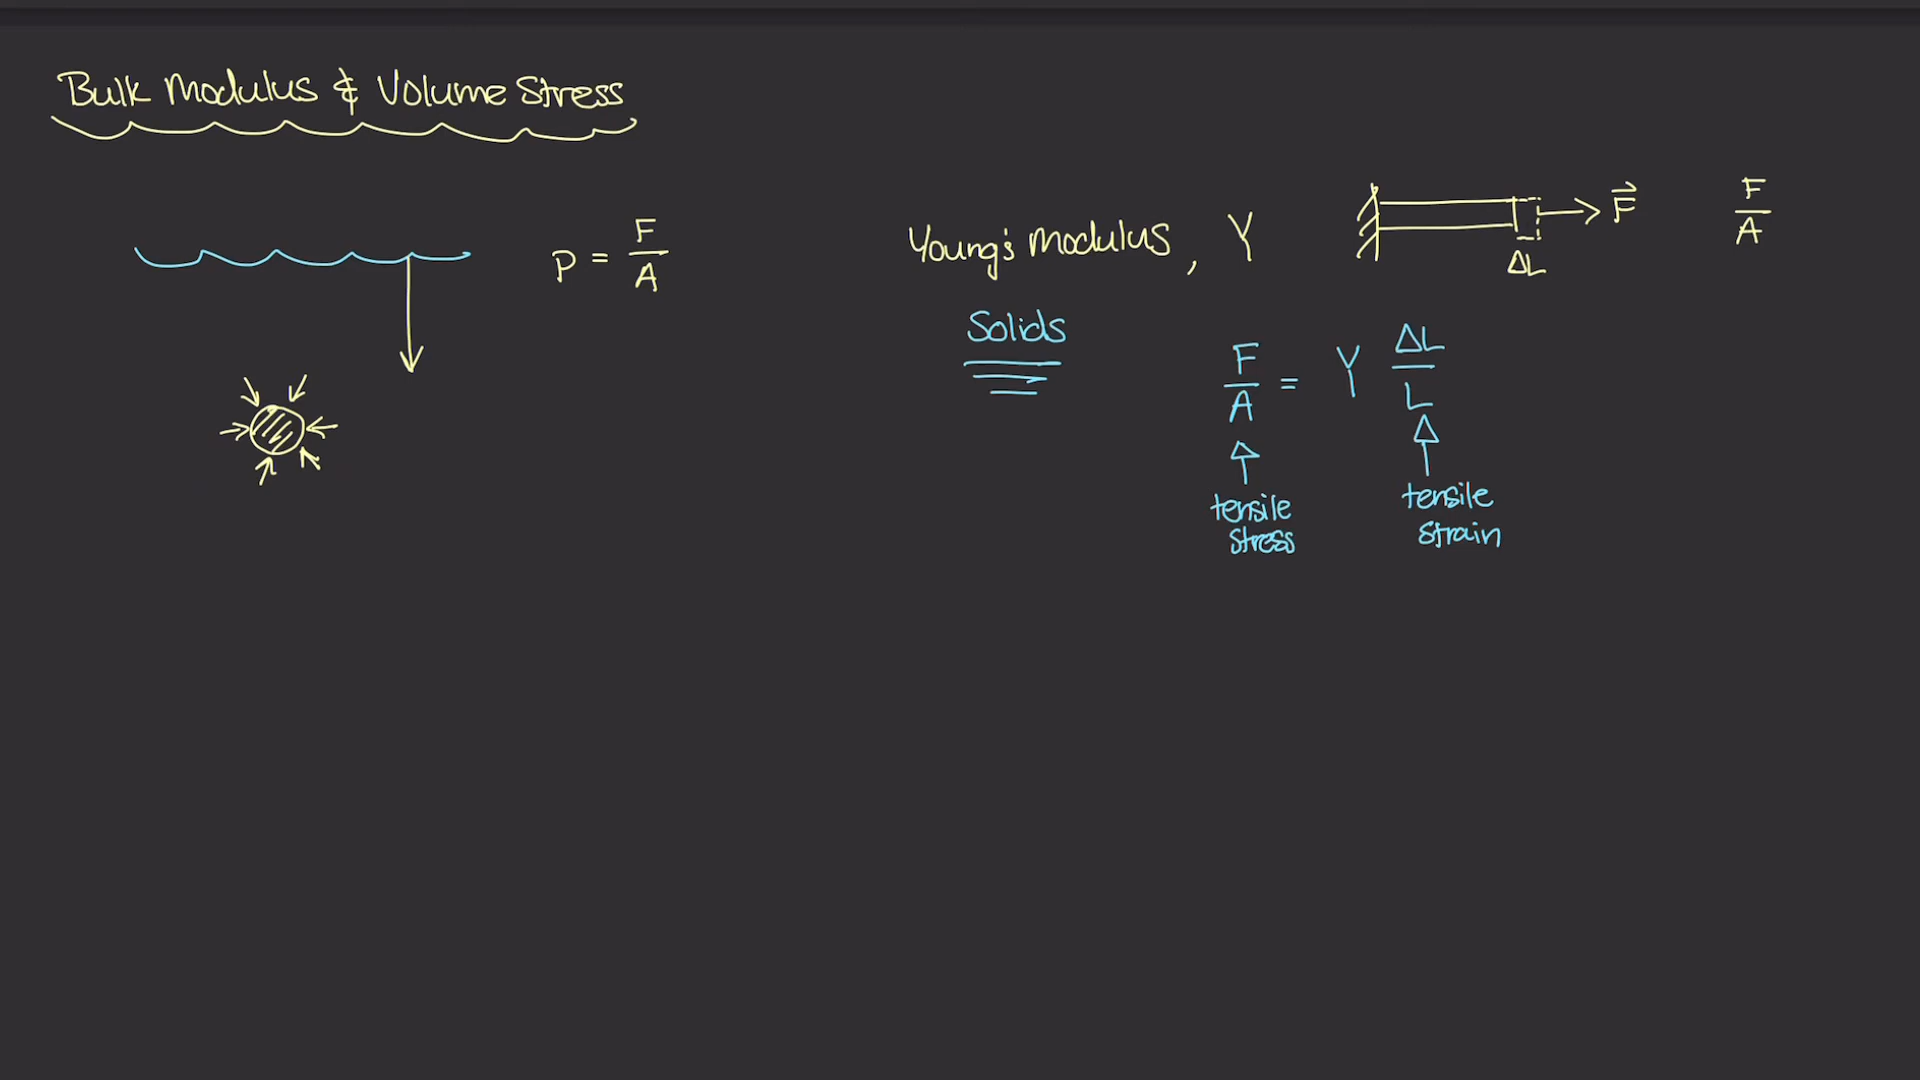 Bulk Modulus & Volume Stress
P = F/A
Young's Modulus, Y
F⃗
ΔL
F/A
Solids
F/A = Y ΔL/L
tensile stress
tensile strain